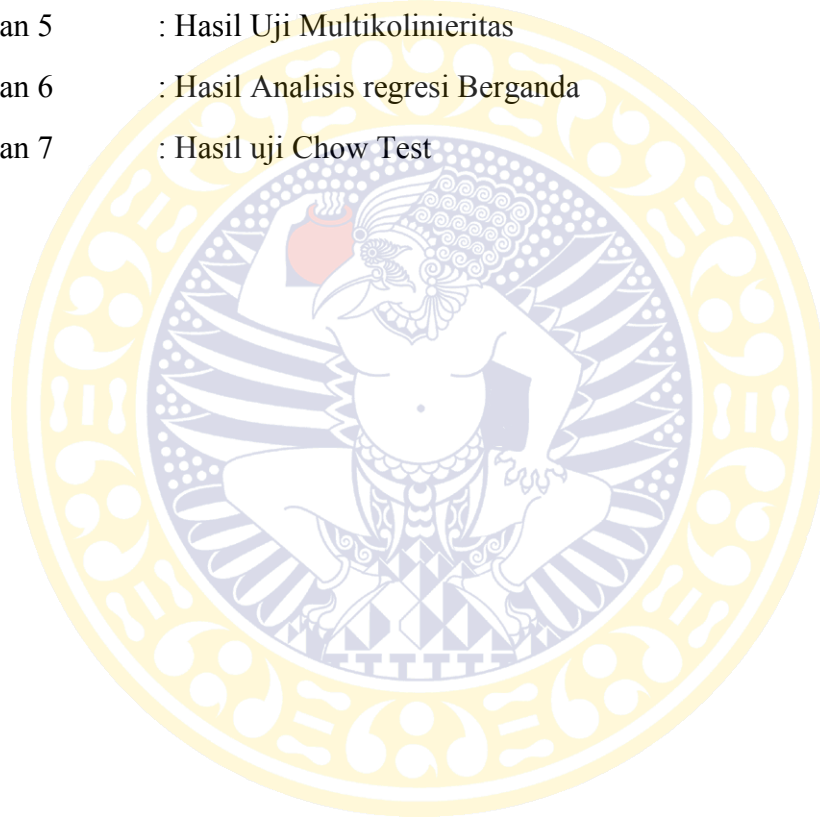 an 5 : Hasil Uji Multikolinieritas
an 6 : Hasil Analisis regresi Berganda
an 7 : Hasil uji Chow Test